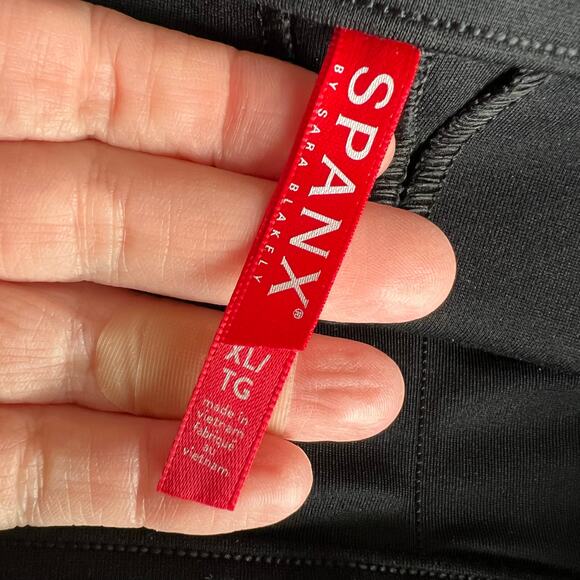 SPANX®
BY SARA BLAKELY
XL/
TG
made in
vietnam
fabriqué
au
vietnam.